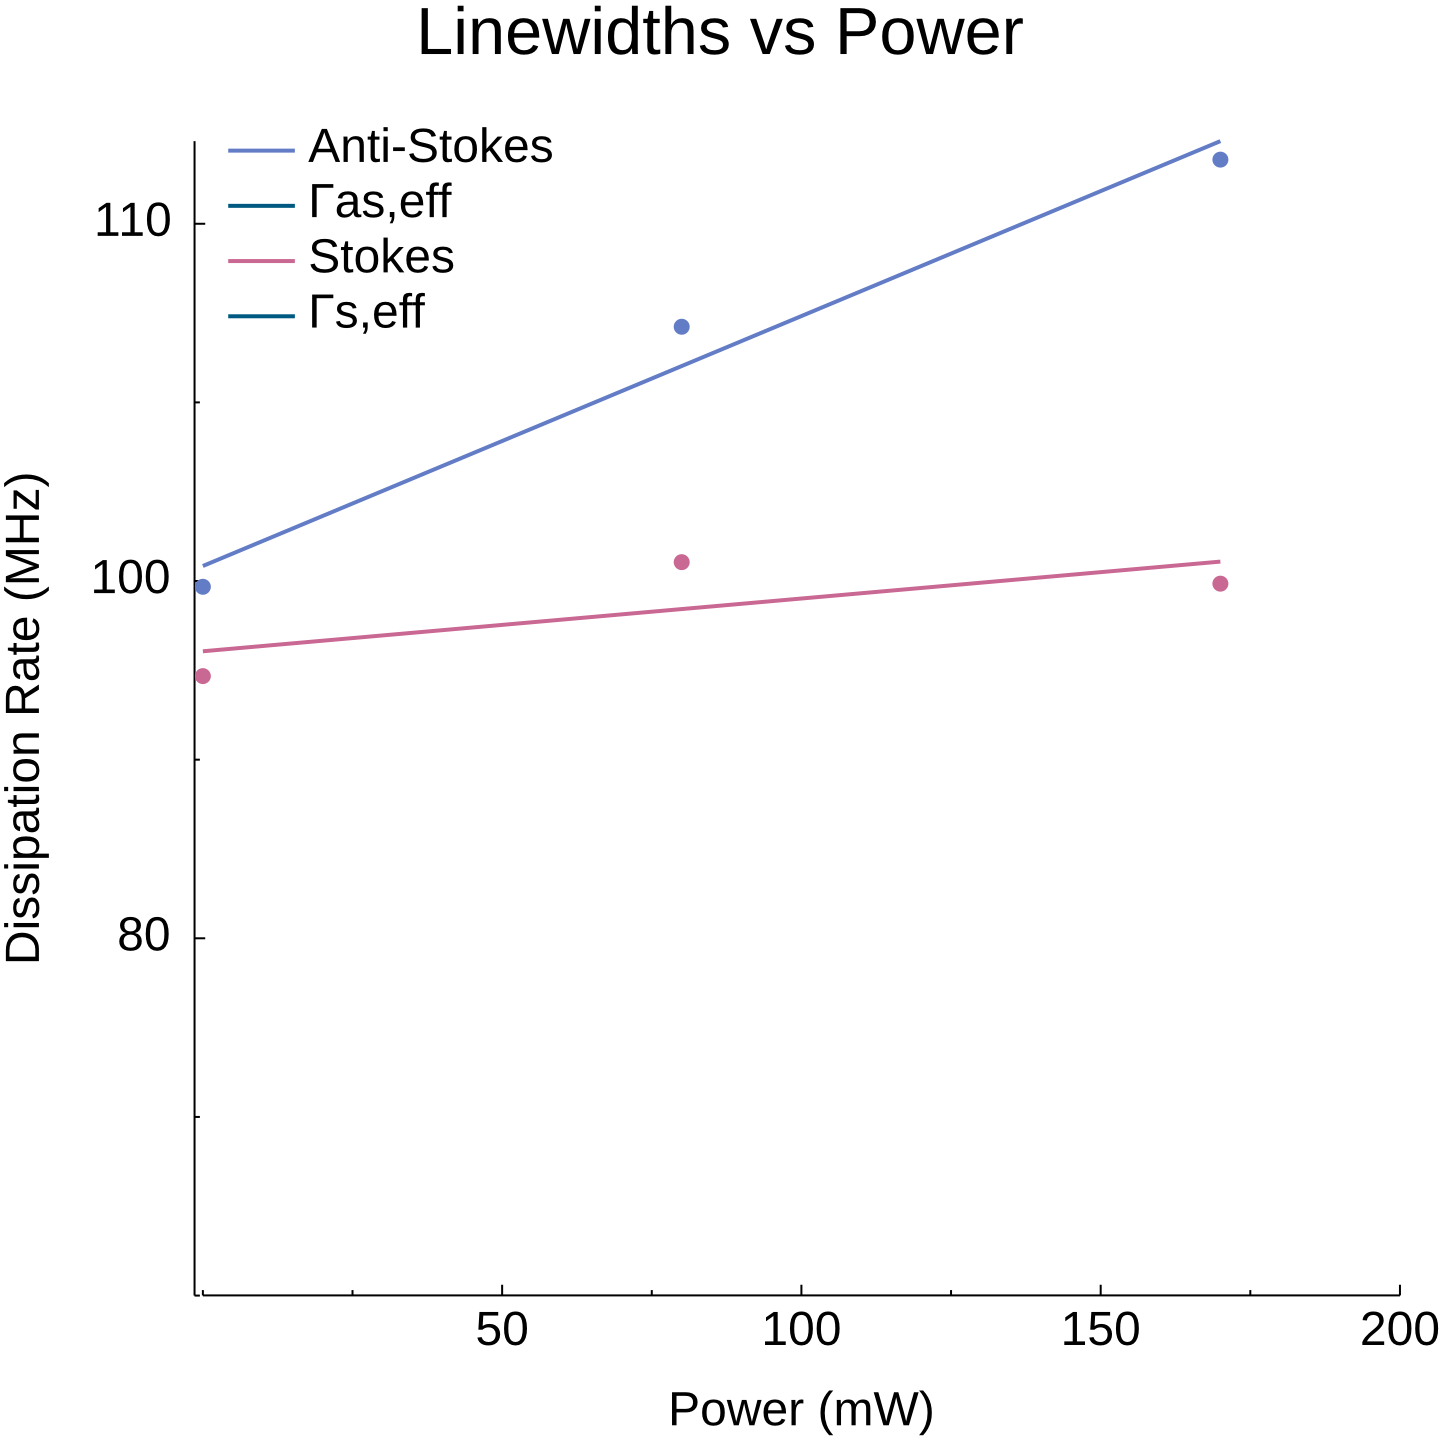 Linewidths vs Power
Anti-Stokes
Γas,eff
Stokes
Γs,eff
110
100
80
Dissipation Rate (MHz)
50
100
150
200
Power (mW)